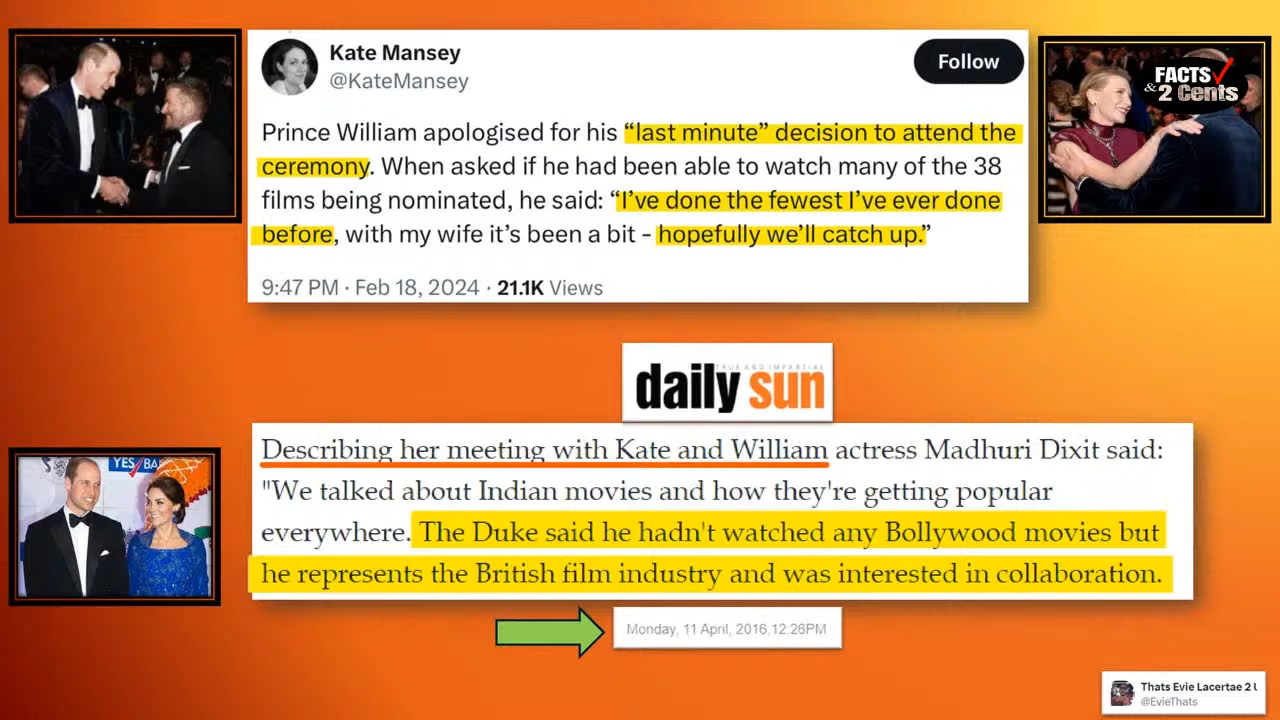 Kate Mansey
@KateMansey
Follow
FACTS
& 2 Cents
Prince William apologised for his “last minute” decision to attend the
ceremony. When asked if he had been able to watch many of the 38
films being nominated, he said: “I’ve done the fewest I’ve ever done
before, with my wife it’s been a bit - hopefully we’ll catch up.”
9:47 PM · Feb 18, 2024 · 21.1K Views
TRUE AND IMPARTIAL
daily sun
Describing her meeting with Kate and William actress Madhuri Dixit said:
"We talked about Indian movies and how they're getting popular
everywhere. The Duke said he hadn't watched any Bollywood movies but
he represents the British film industry and was interested in collaboration.
YES BA
Monday, 11 April, 2016,12:26PM
Thats Evie Lacertae 2
@EvieThats